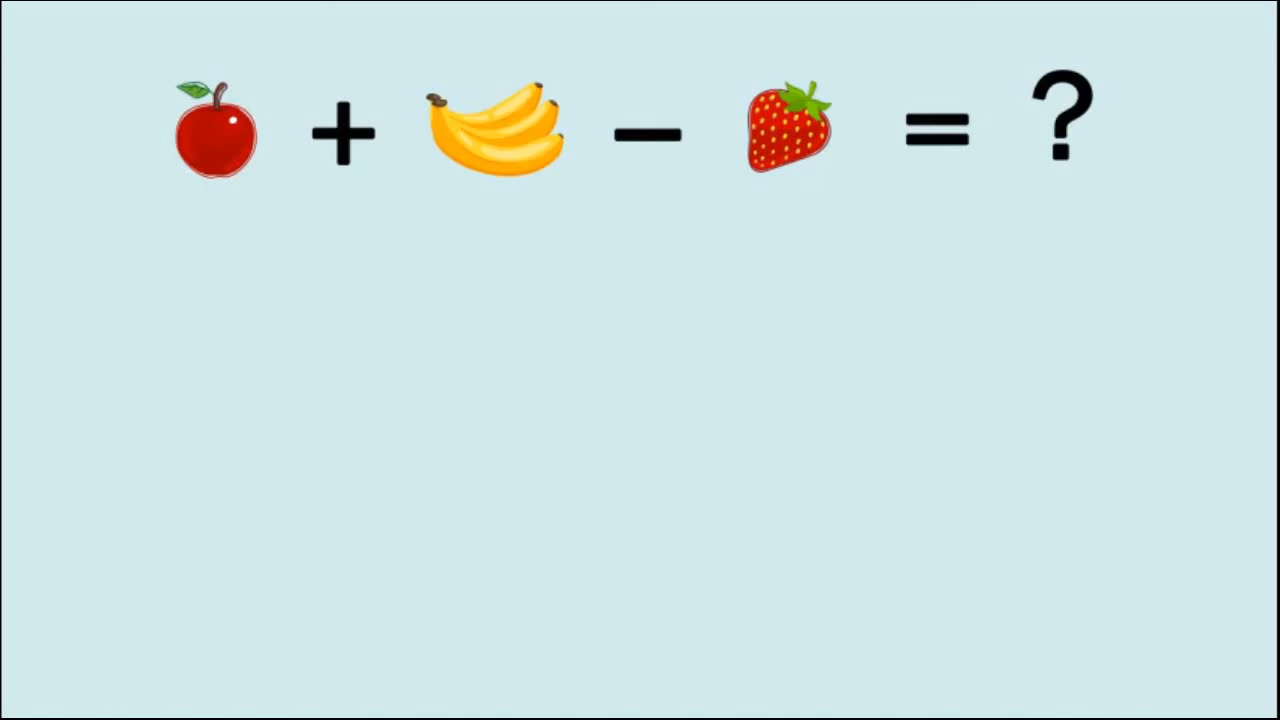 + − = ?